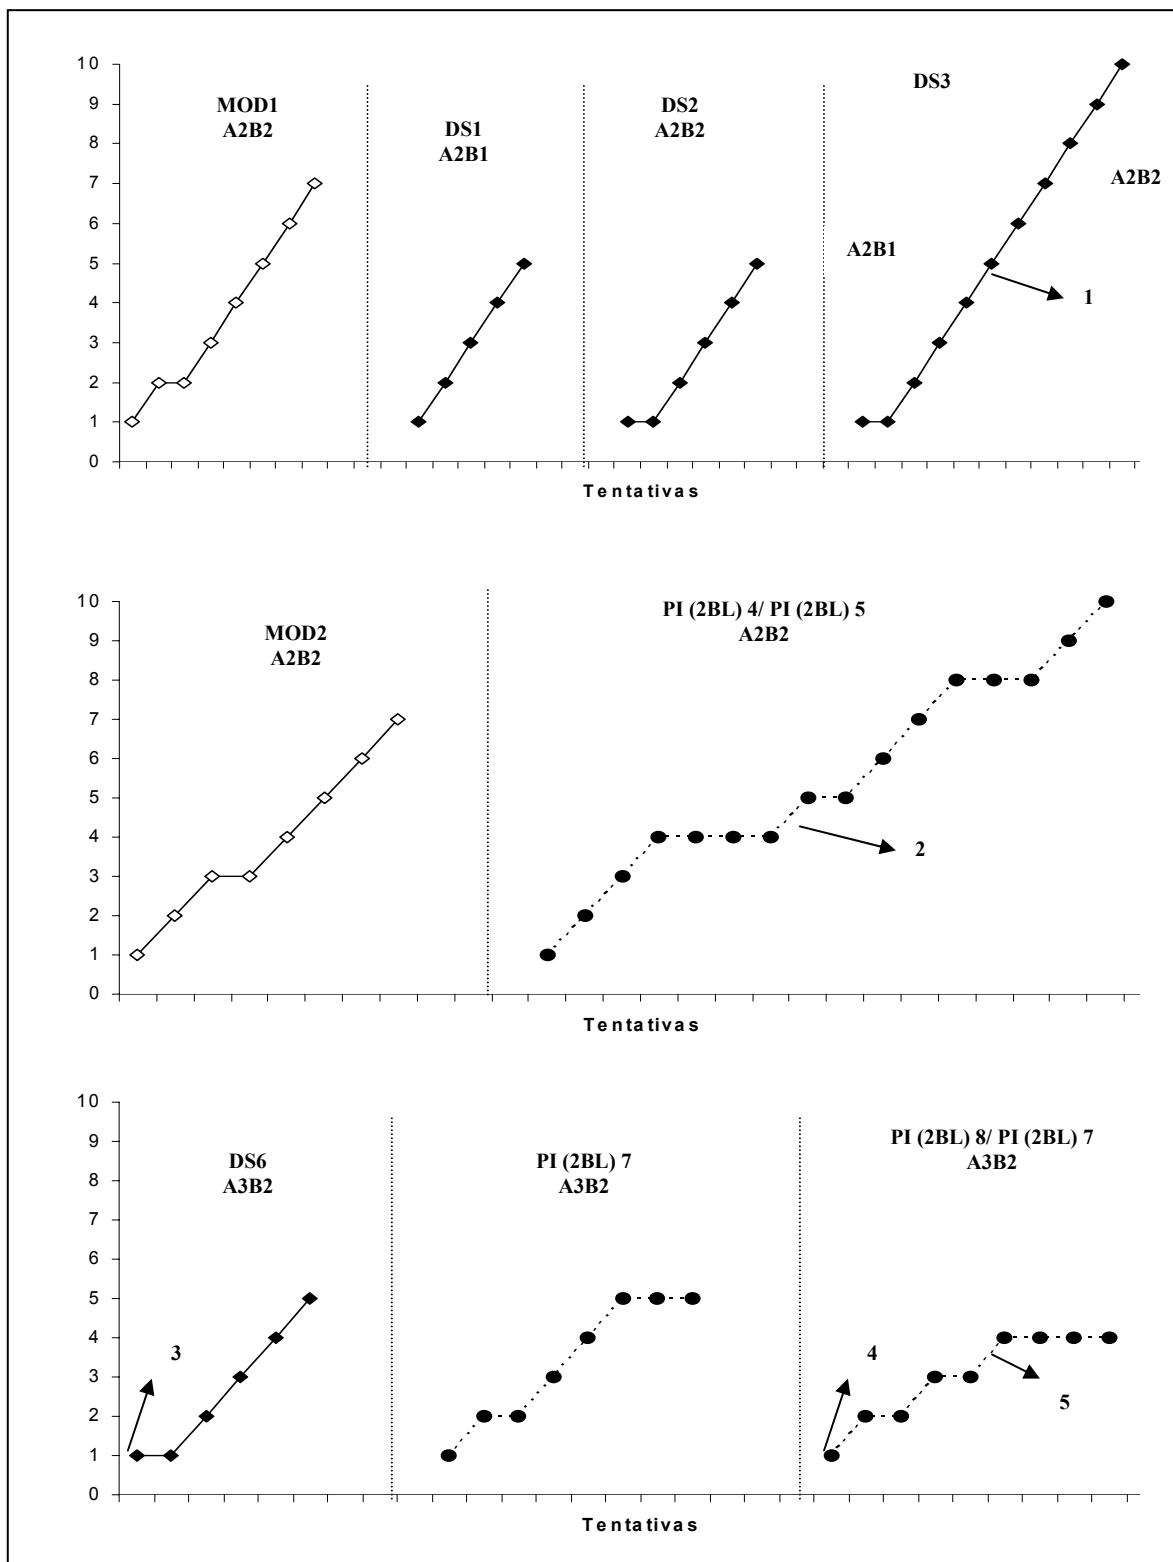 10
9
8
7
6
5
4
3
2
1
0
MOD1
A2B2
DS1
A2B1
DS2
A2B2
DS3
A2B1
A2B2
1
Tentativas
10
9
8
7
6
5
4
3
2
1
0
MOD2
A2B2
PI (2BL) 4/ PI (2BL) 5
A2B2
2
Tentativas
10
9
8
7
6
5
4
3
2
1
0
DS6
A3B2
3
PI (2BL) 7
A3B2
PI (2BL) 8/ PI (2BL) 7
A3B2
4
5
Tentativas